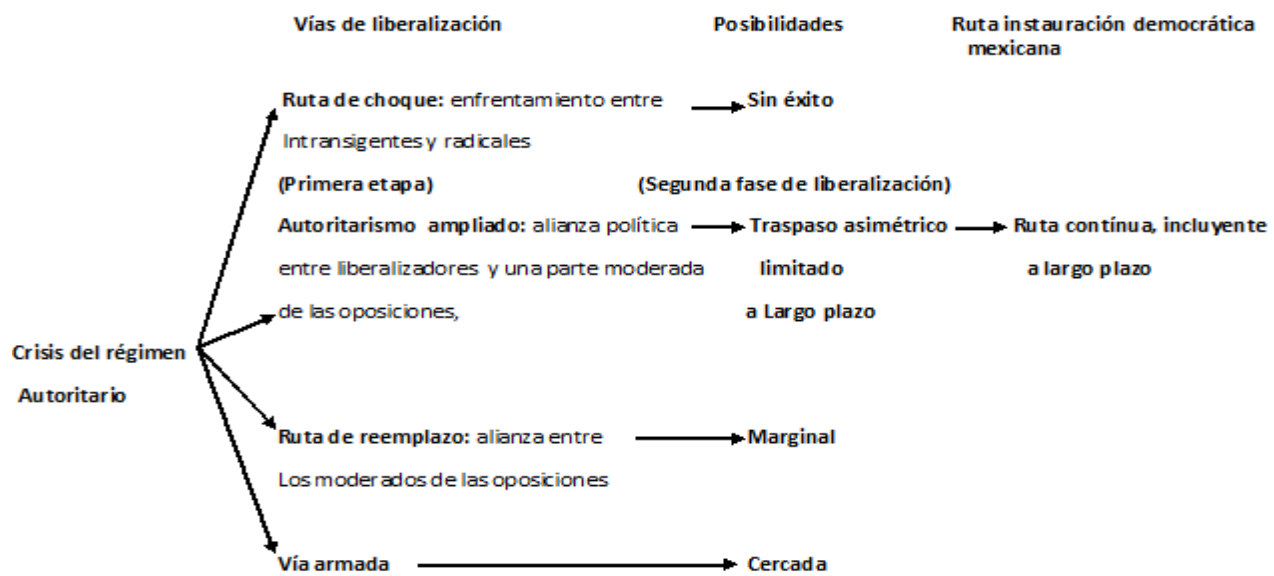 Vías de liberalización Posibilidades Ruta instauración democrática
mexicana
Ruta de choque: enfrentamiento entre Sin éxito
Intransigentes y radicales
(Primera etapa) (Segunda fase de liberalización)
Autoritarismo ampliado: alianza política Traspaso asimétrico Ruta contínua, incluyente
entre liberalizadores y una parte moderada limitado a largo plazo
de las oposiciones, a Largo plazo
Crisis del régimen
Autoritario
Ruta de reemplazo: alianza entre Marginal
Los moderados de las oposiciones
Vía armada Cercada